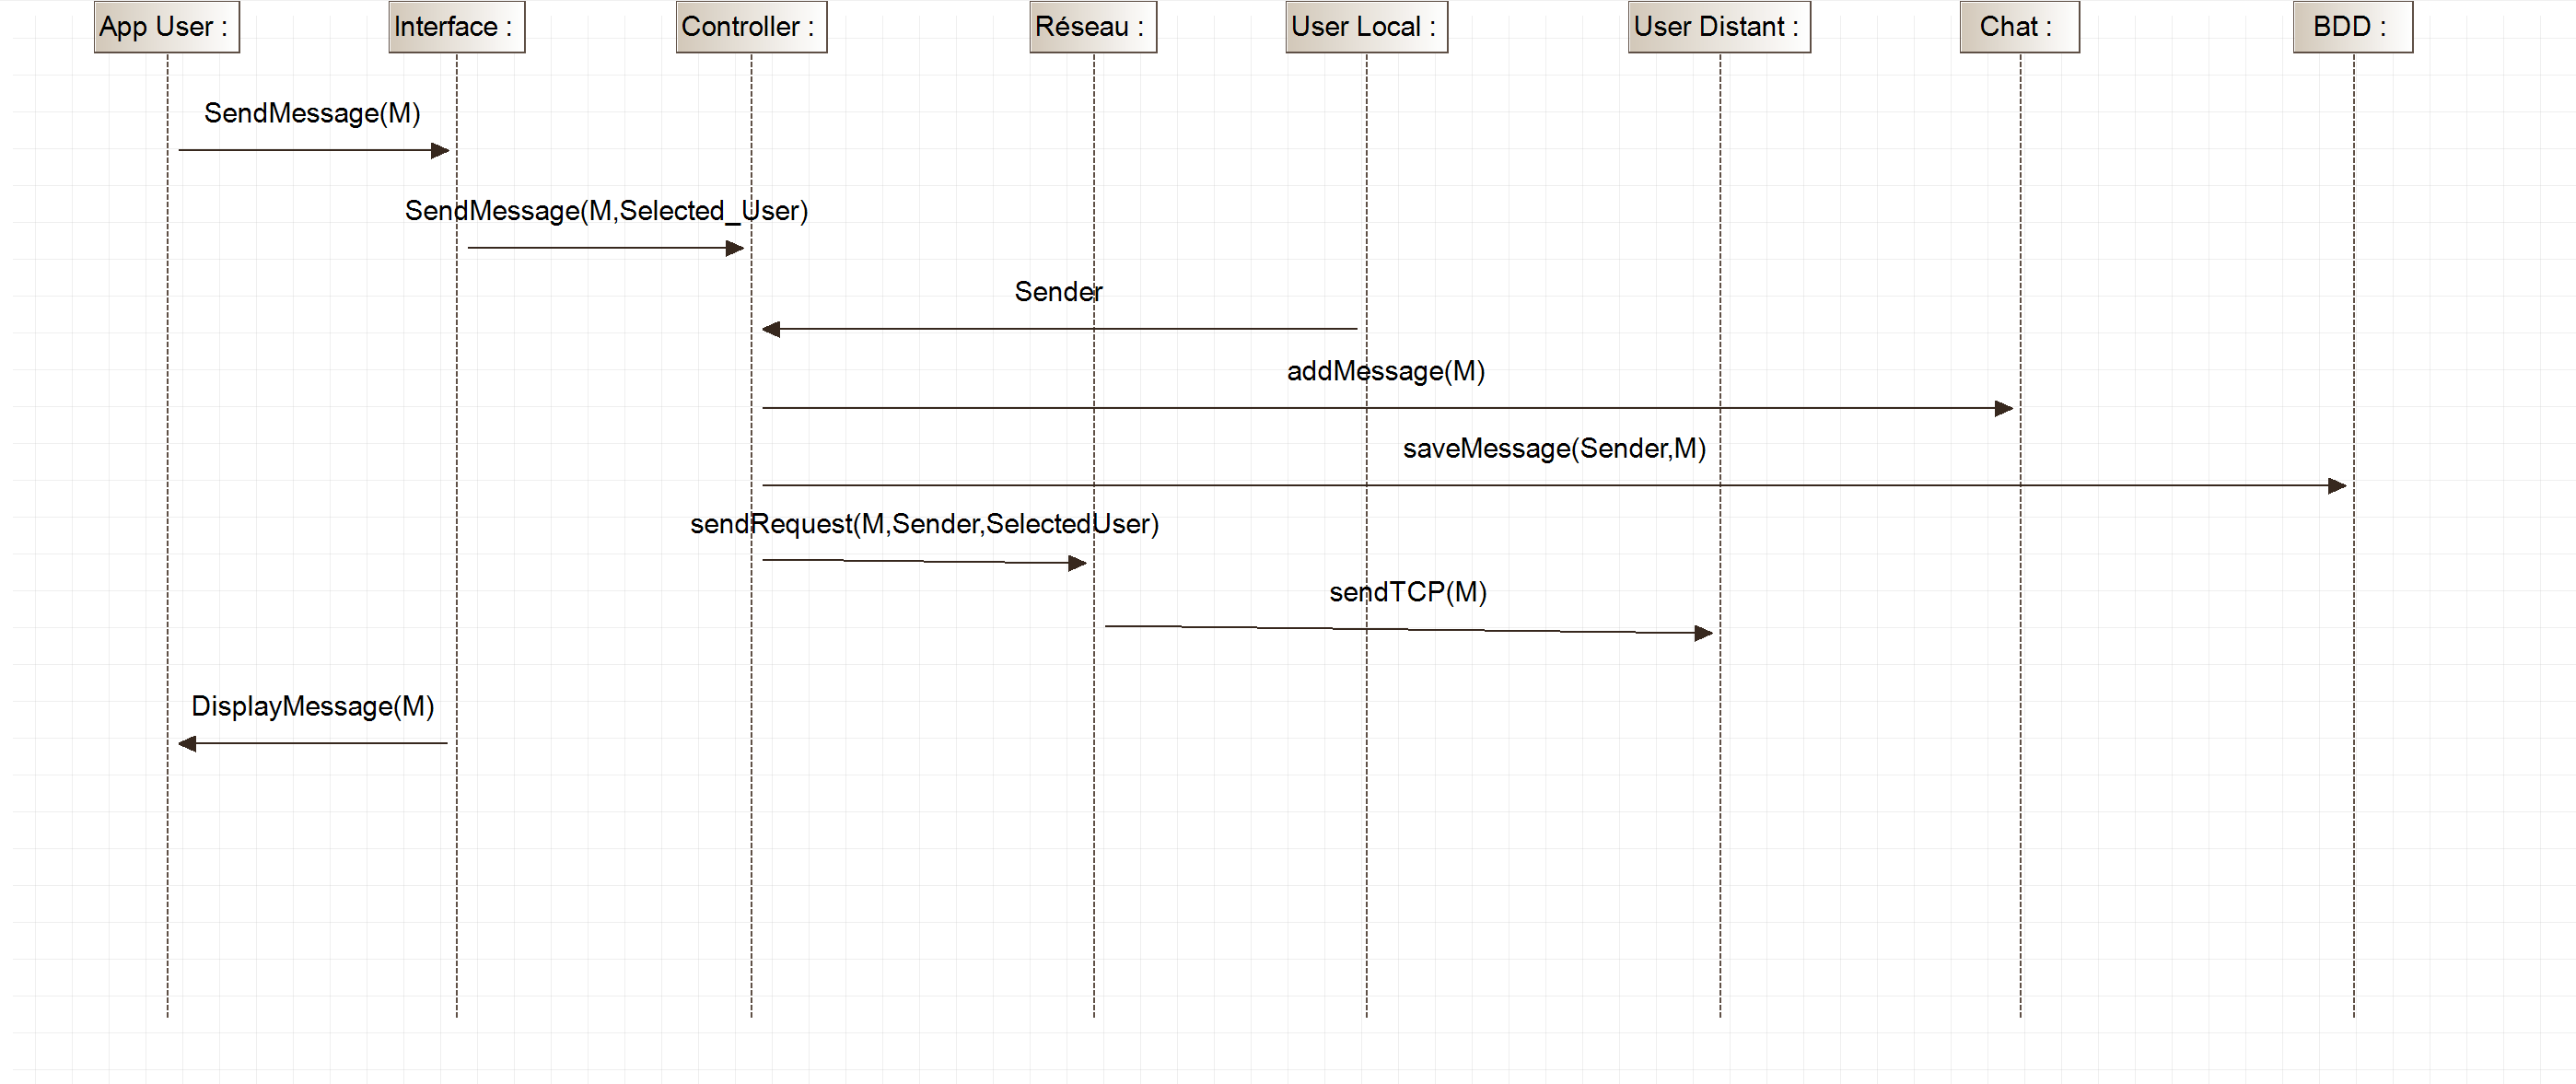 App User :
Interface :
Controller :
Réseau :
User Local :
User Distant :
Chat :
BDD :
SendMessage(M)
SendMessage(M,Selected_User)
Sender
addMessage(M)
saveMessage(Sender,M)
sendRequest(M,Sender,SelectedUser)
sendTCP(M)
DisplayMessage(M)